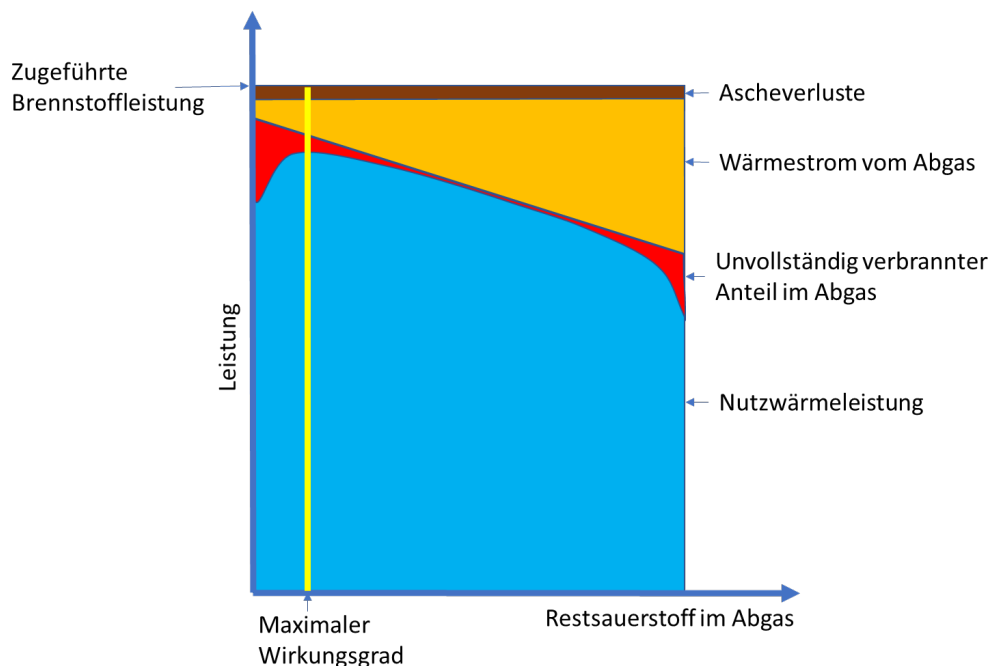 Zugeführte
Brennstoffleistung
Ascheverluste
Wärmestrom vom Abgas
Unvollständig verbrannter
Anteil im Abgas
Leistung
Nutzwärmeleistung
Restsauerstoff im Abgas
Maximaler
Wirkungsgrad